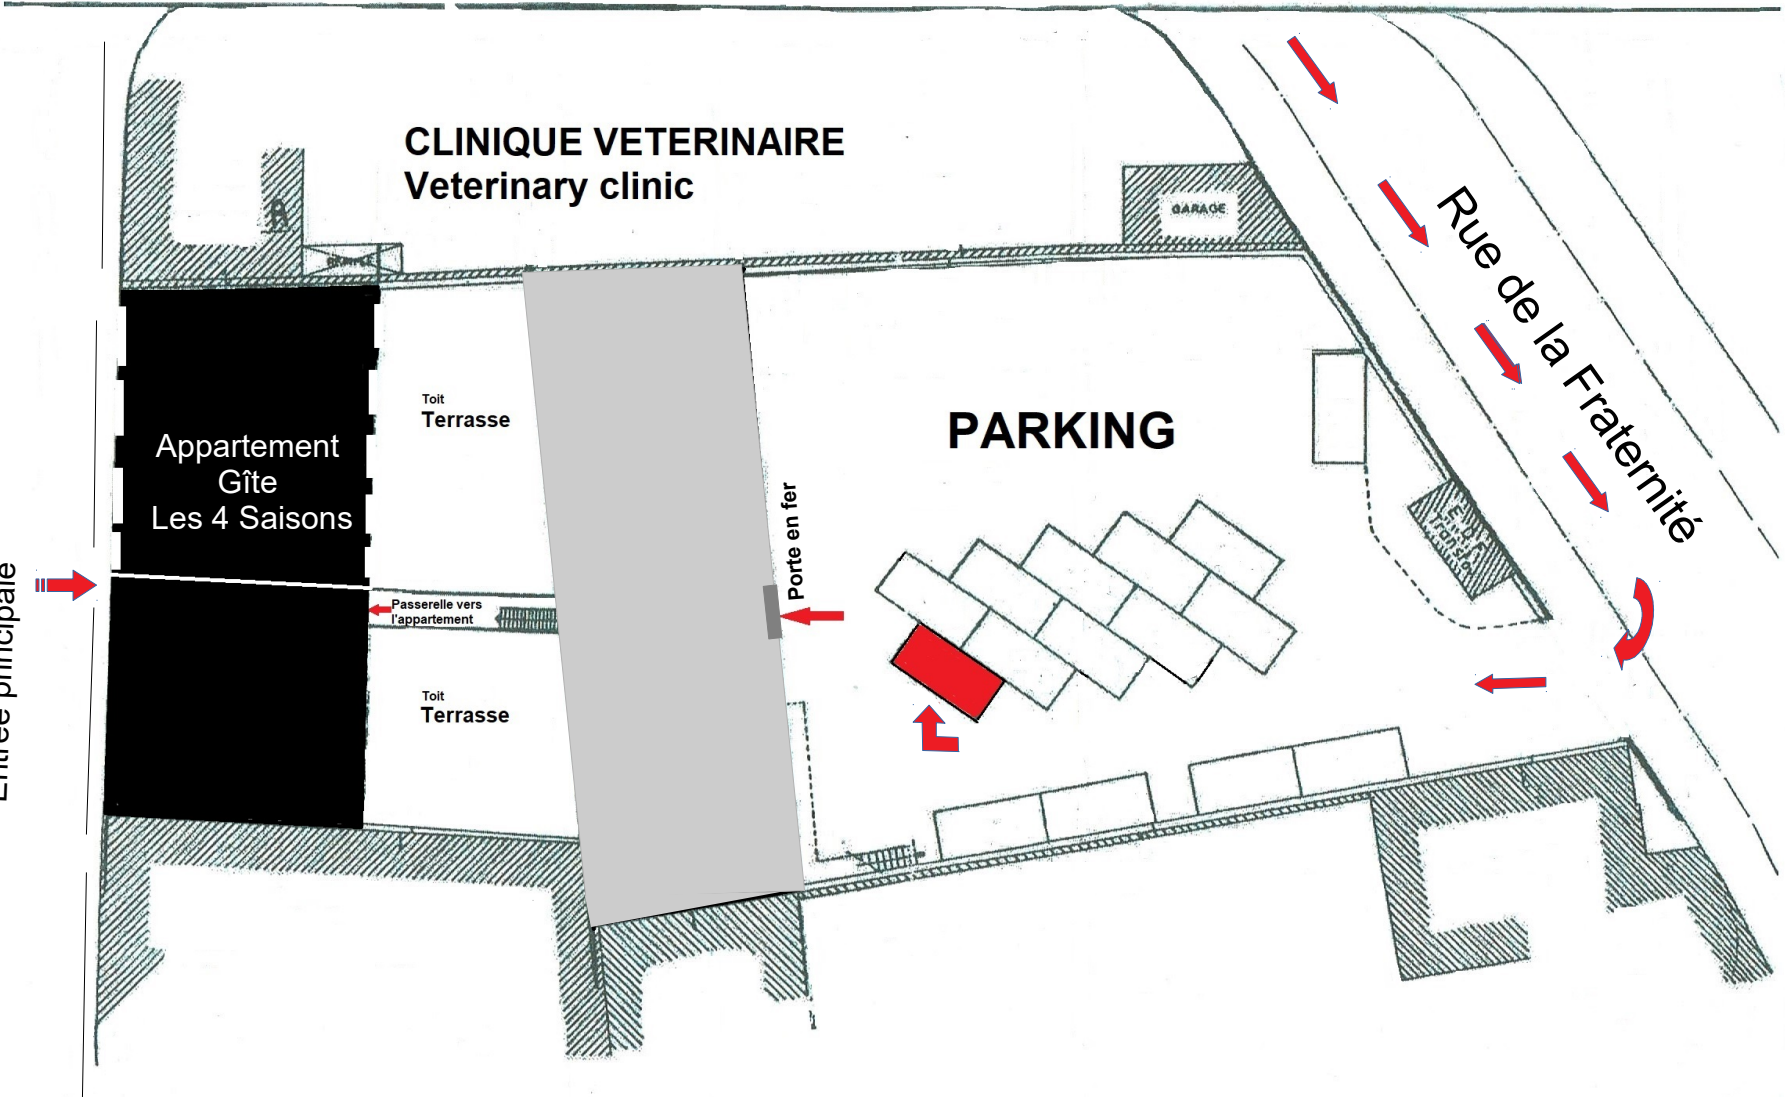 CLINIQUE VETERINAIRE
Veterinary clinic
GARAGE
Rue de la Fraternité
Toit
Terrasse
PARKING
Appartement
Gîte
Les 4 Saisons
Porte en fer
Entrée principale
Passerelle vers
l'appartement
Toit
Terrasse